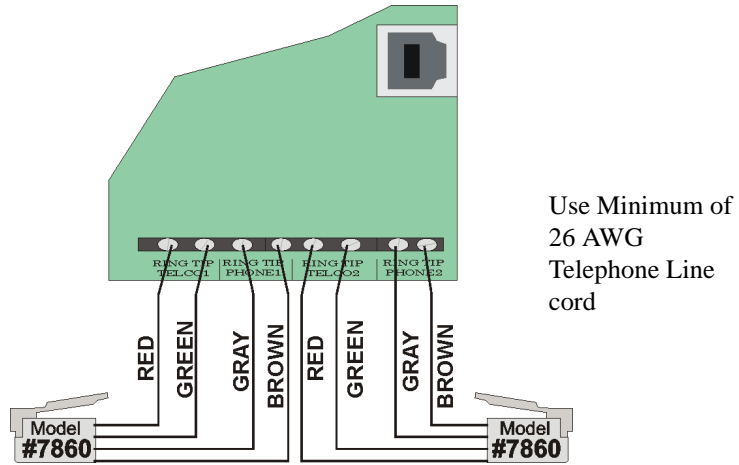 Use Minimum of
26 AWG
Telephone Line
cord
RING TIP RING TIP RING TIP RING TIP
TELCO1 PHONE1 TELCO2 PHONE2
RED GREEN GRAY BROWN RED GREEN GRAY BROWN
Model
#7860
Model
#7860